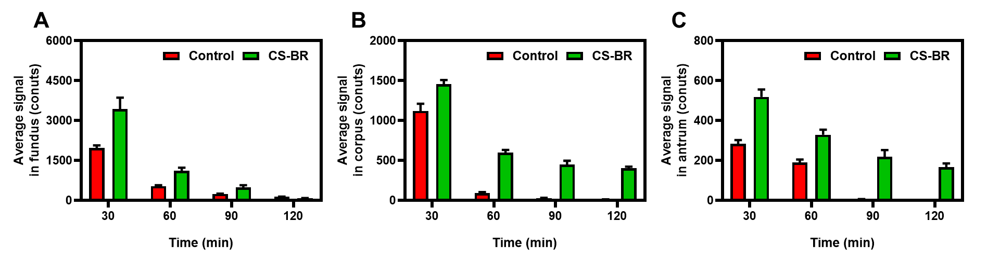 A
6000
4500
3000
1500
0
Average signal
in fundus (conuts)
Control CS-BR
30 60 90 120
Time (min)
B
2000
1500
1000
500
0
Average signal
in corpus (conuts)
Control CS-BR
30 60 90 120
Time (min)
C
800
600
400
200
0
Average signal
in antrum (conuts)
Control CS-BR
30 60 90 120
Time (min)